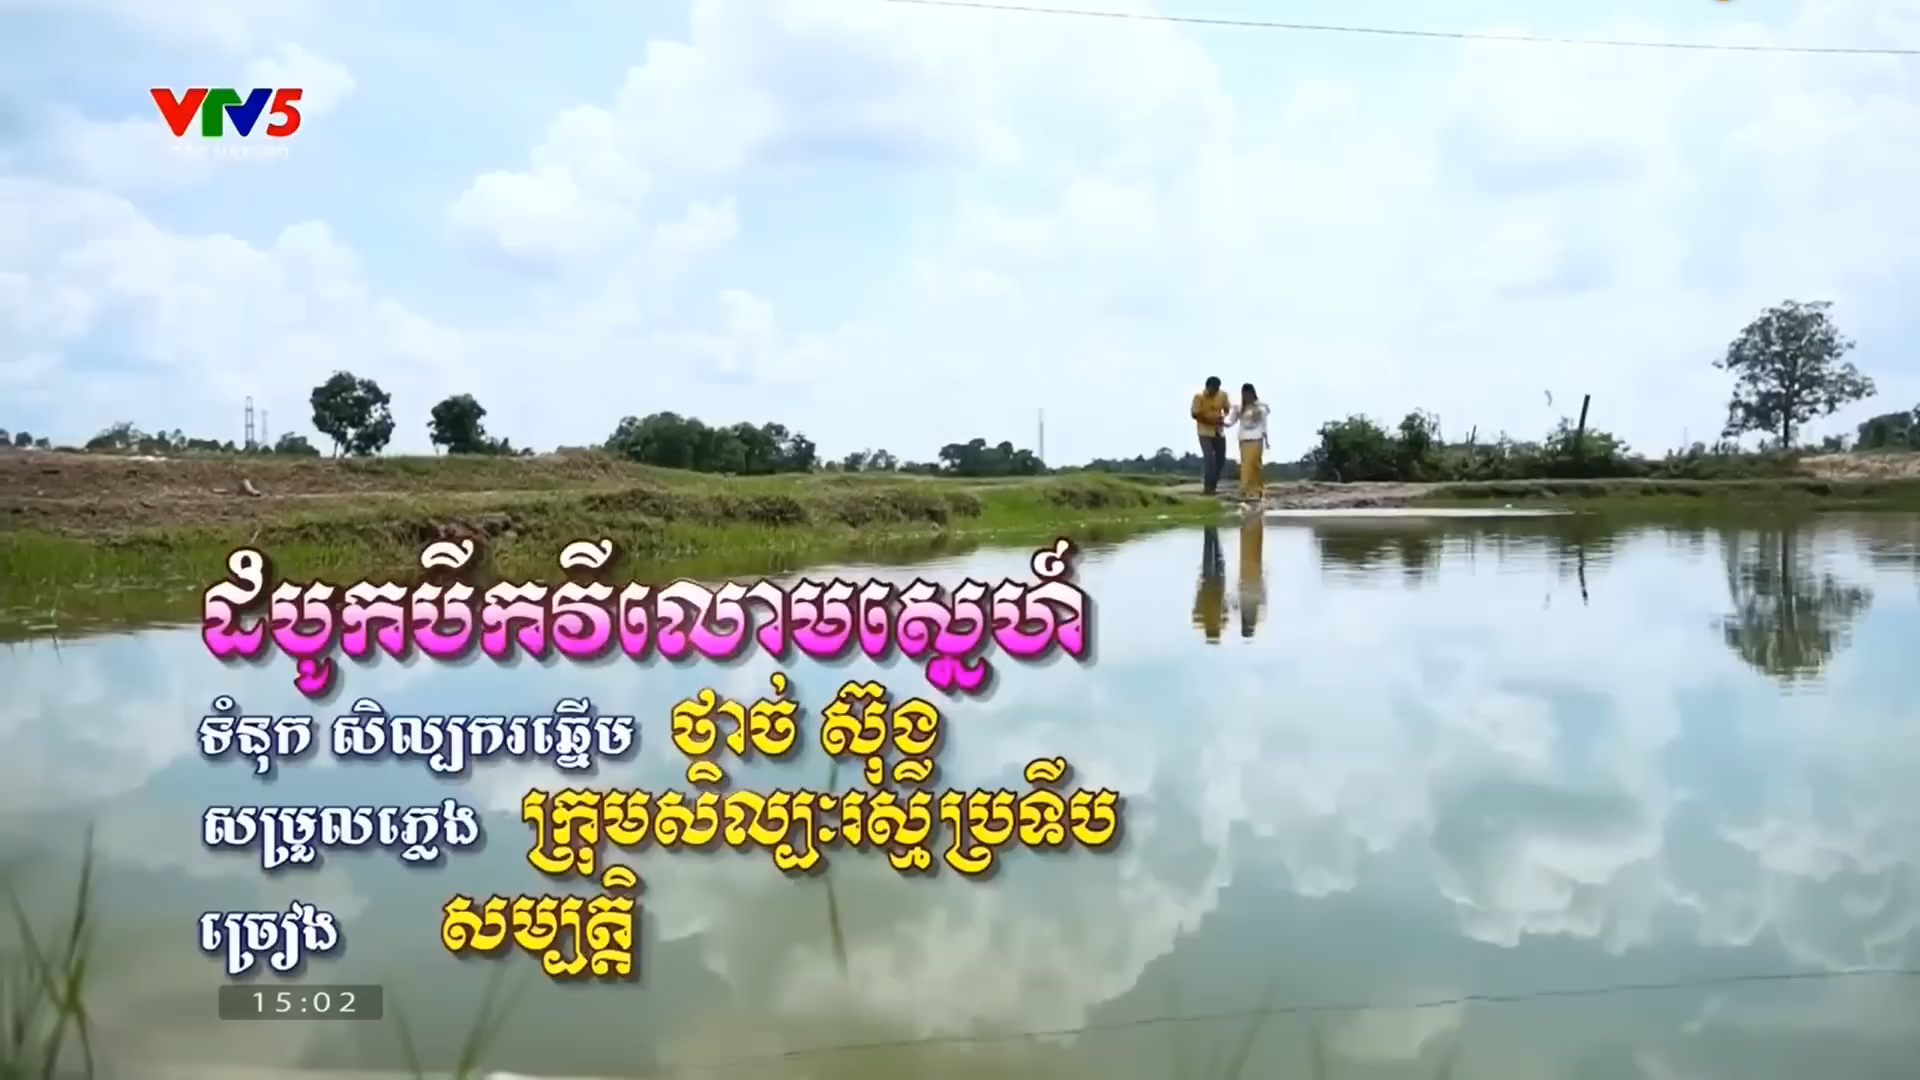 VTV5
ដំបូកបឹកវីលោមស្នេហ៍
ទំនុក សិល្បករឆ្នើម ថាច់ ស៊ុង
សម្រួលភ្លេង ក្រុមសិល្បៈរស្មីប្រទីប
ច្រៀង សម្បត្តិ
15:02